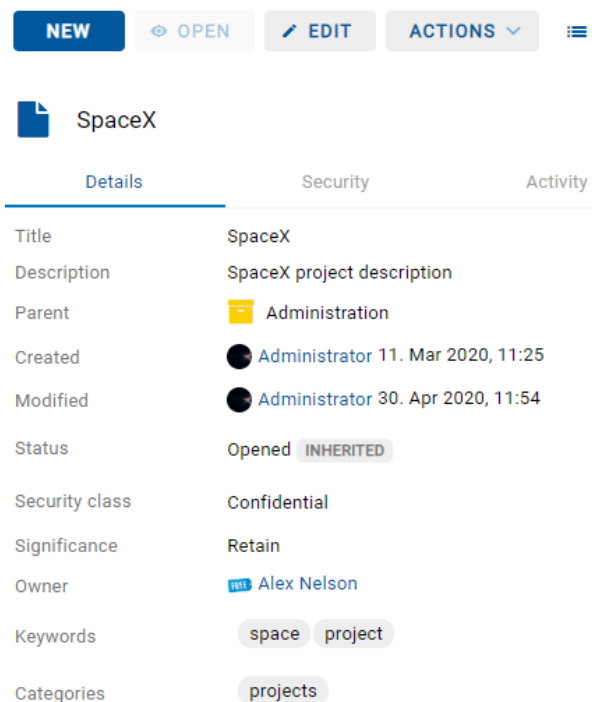 NEW OPEN EDIT ACTIONS
SpaceX
Details Security Activity
Title SpaceX
Description SpaceX project description
Parent Administration
Created Administrator 11. Mar 2020, 11:25
Modified Administrator 30. Apr 2020, 11:54
Status Opened INHERITED
Security class Confidential
Significance Retain
Owner FREE Alex Nelson
Keywords space project
Categories projects